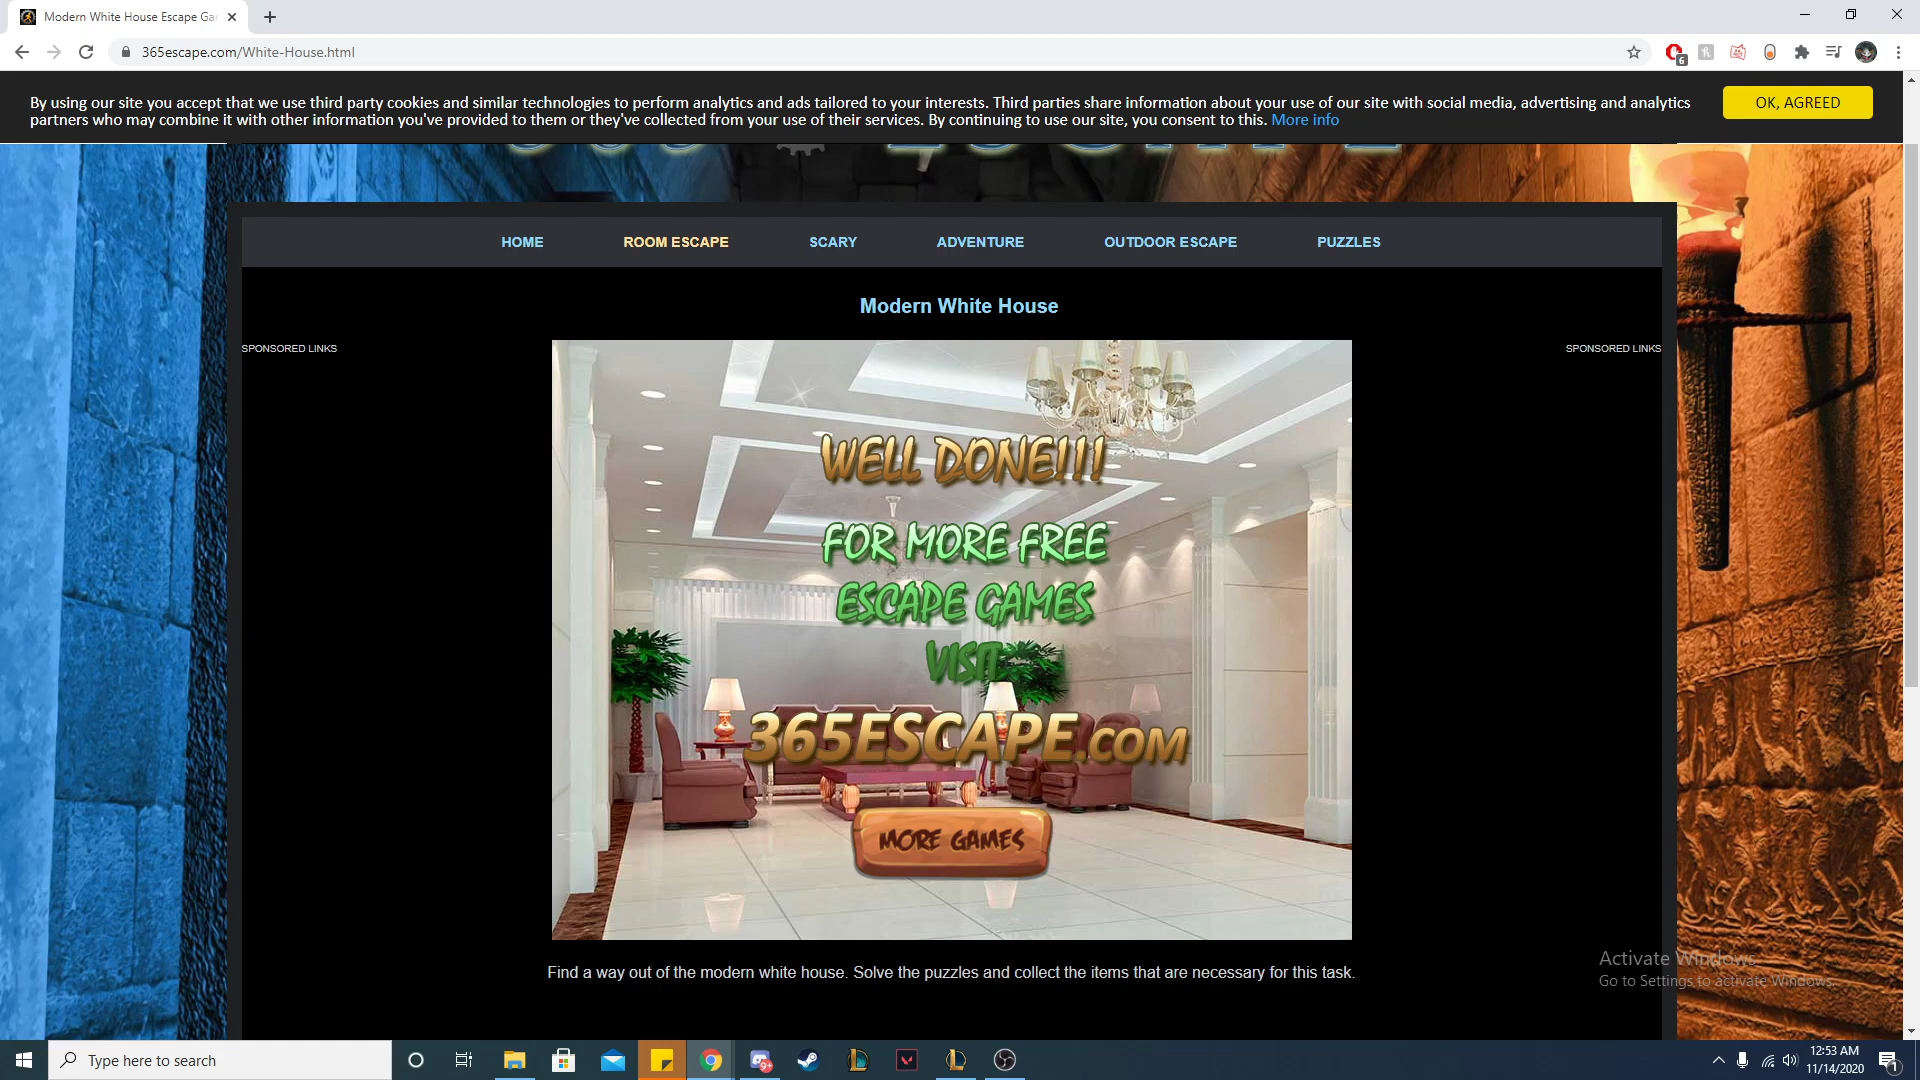 Modern White House Escape Ga
365escape.com/White-House.html
6
By using our site you accept that we use third party cookies and similar technologies to perform analytics and ads tailored to your interests. Third parties share information about your use of our site with social media, advertising and analytics
partners who may combine it with other information you've provided to them or they've collected from your use of their services. By continuing to use our site, you consent to this. More info
OK, AGREED
HOME ROOM ESCAPE SCARY ADVENTURE OUTDOOR ESCAPE PUZZLES
Modern White House
SPONSORED LINKS
SPONSORED LINKS
WELL DONE!!!
FOR MORE FREE
ESCAPE GAMES
VISIT
365ESCAPE.COM
MORE GAMES
Find a way out of the modern white house. Solve the puzzles and collect the items that are necessary for this task.
Activate Windows
Go to Settings to activate Windows.
Type here to search
9+
12:53 AM
11/14/2020
1